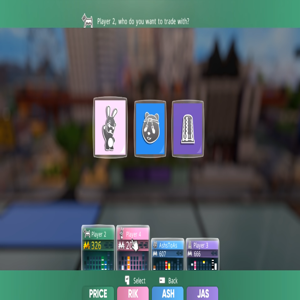 Player 2, who do you want to trade with?
Player 2
326
Player 4
Player 3
607
Select
Back
PRICE
RIK
ASH
JAS